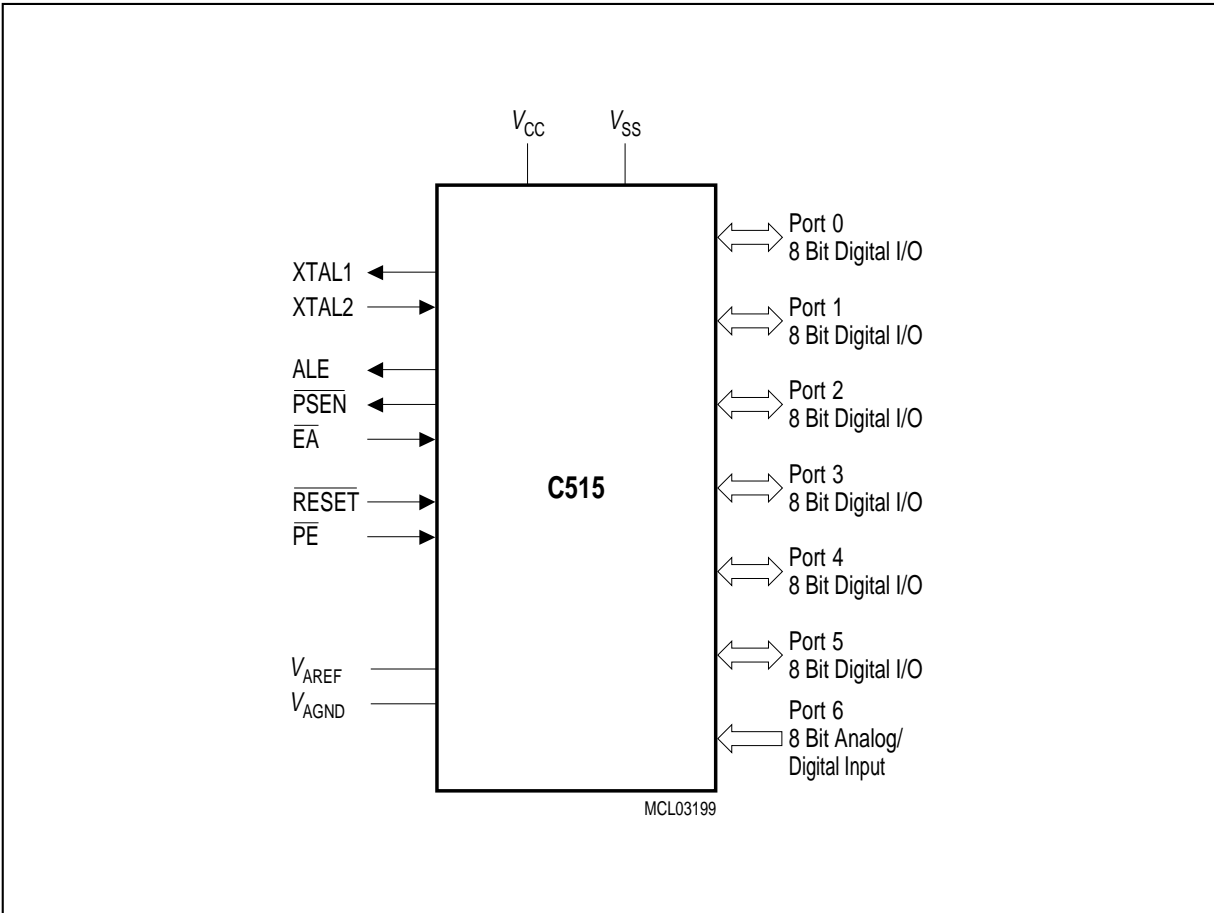 VCC
VSS
XTAL1
XTAL2
ALE
PSEN
EA
RESET
PE
VAREF
VAGND
C515
Port 0
8 Bit Digital I/O
Port 1
8 Bit Digital I/O
Port 2
8 Bit Digital I/O
Port 3
8 Bit Digital I/O
Port 4
8 Bit Digital I/O
Port 5
8 Bit Digital I/O
Port 6
8 Bit Analog/
Digital Input
MCL03199